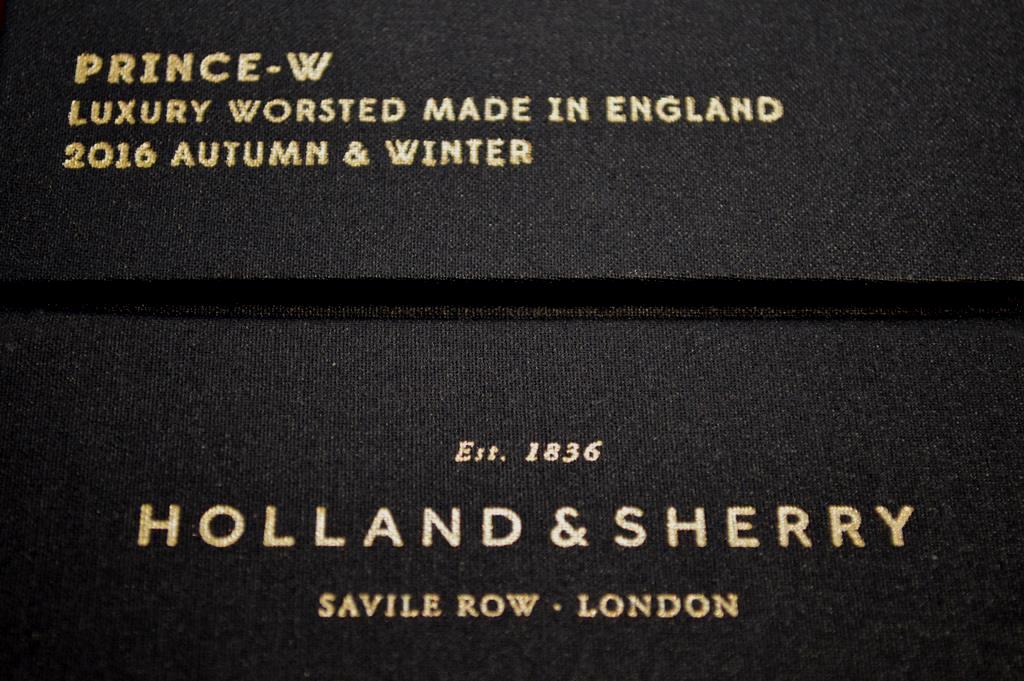 PRINCE-W
LUXURY WORSTED MADE IN ENGLAND
2016 AUTUMN & WINTER
Est. 1836
HOLLAND & SHERRY
SAVILE ROW · LONDON